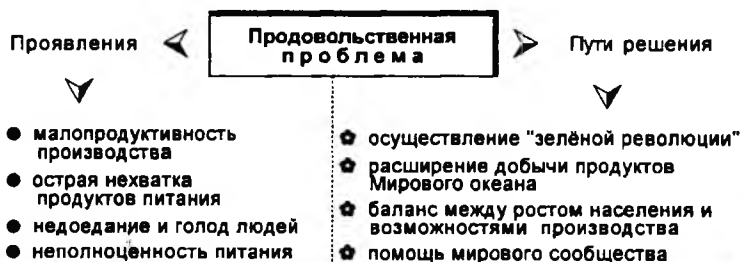 Продовольственная
проблема
Проявления
малопродуктивность
производства
острая нехватка
продуктов питания
недоедание и голод людей
неполноценность питания
Пути решения
осуществление "зелёной революции"
расширение добычи продуктов
Мирового океана
баланс между ростом населения и
возможностями производства
помощь мирового сообщества